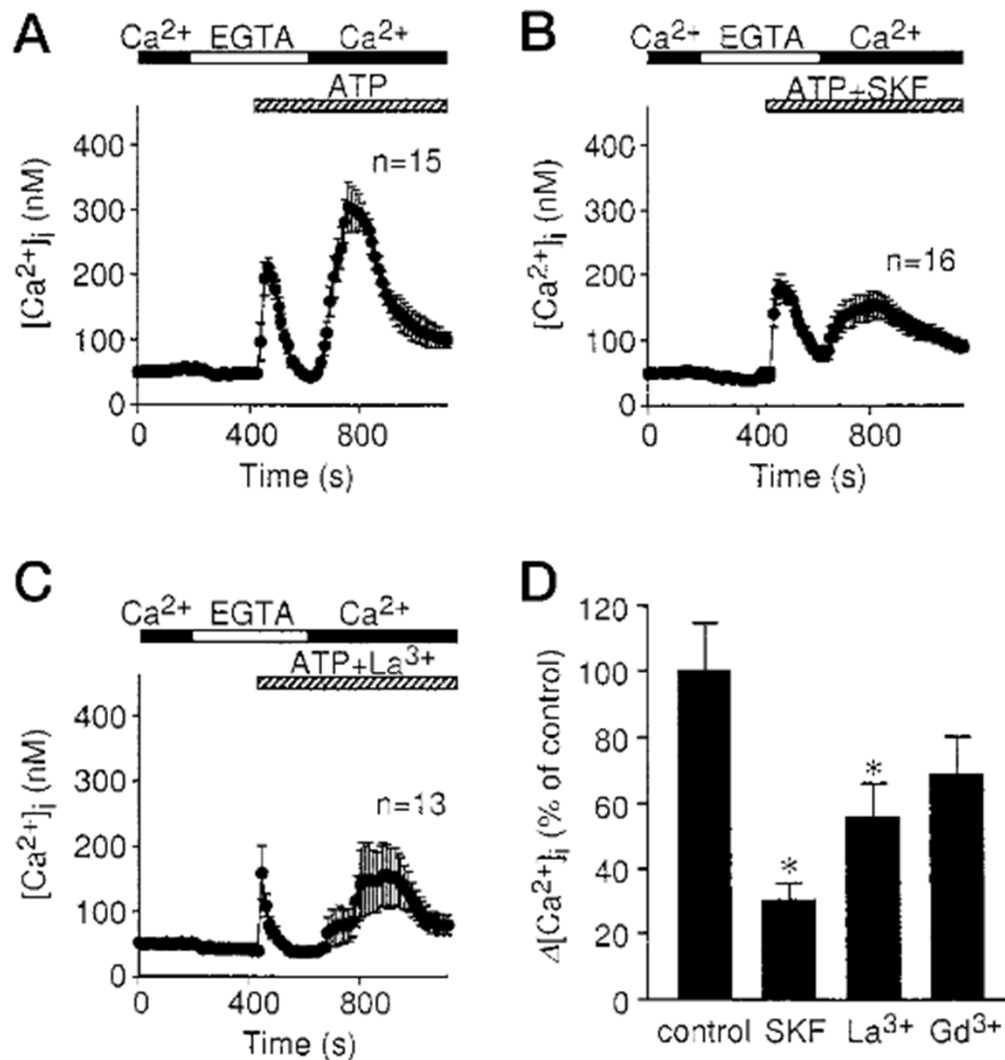 A
Ca²⁺ EGTA Ca²⁺
ATP
n=15
[Ca²⁺]ᵢ (nM)
400
300
200
100
0
0 400 800
Time (s)
B
Ca²⁺ EGTA Ca²⁺
ATP+SKF
n=16
[Ca²⁺]ᵢ (nM)
400
300
200
100
0
0 400 800
Time (s)
C
Ca²⁺ EGTA Ca²⁺
ATP+La³⁺
n=13
[Ca²⁺]ᵢ (nM)
400
300
200
100
0
0 400 800
Time (s)
D
Δ[Ca²⁺]ᵢ (% of control)
120
100
80
60
40
20
0
*
*
control SKF La³⁺ Gd³⁺